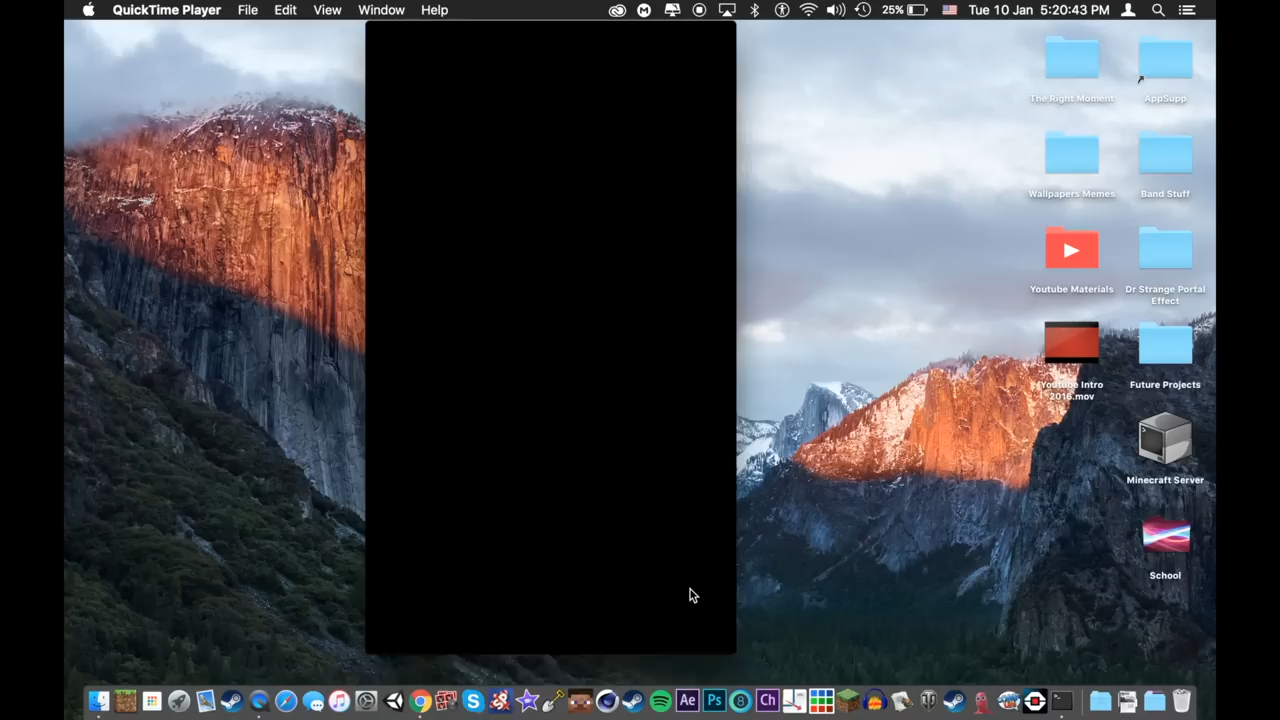 QuickTime Player File Edit View Window Help 25% Tue 10 Jan 5:20:43 PM
The Right Moment
AppSupp
Wallpapers Memes
Band Stuff
Youtube Materials
Dr Strange Portal
Effect
Youtube Intro
2016.mov
Future Projects
Minecraft Server
School
Ae Ps 8 Ch